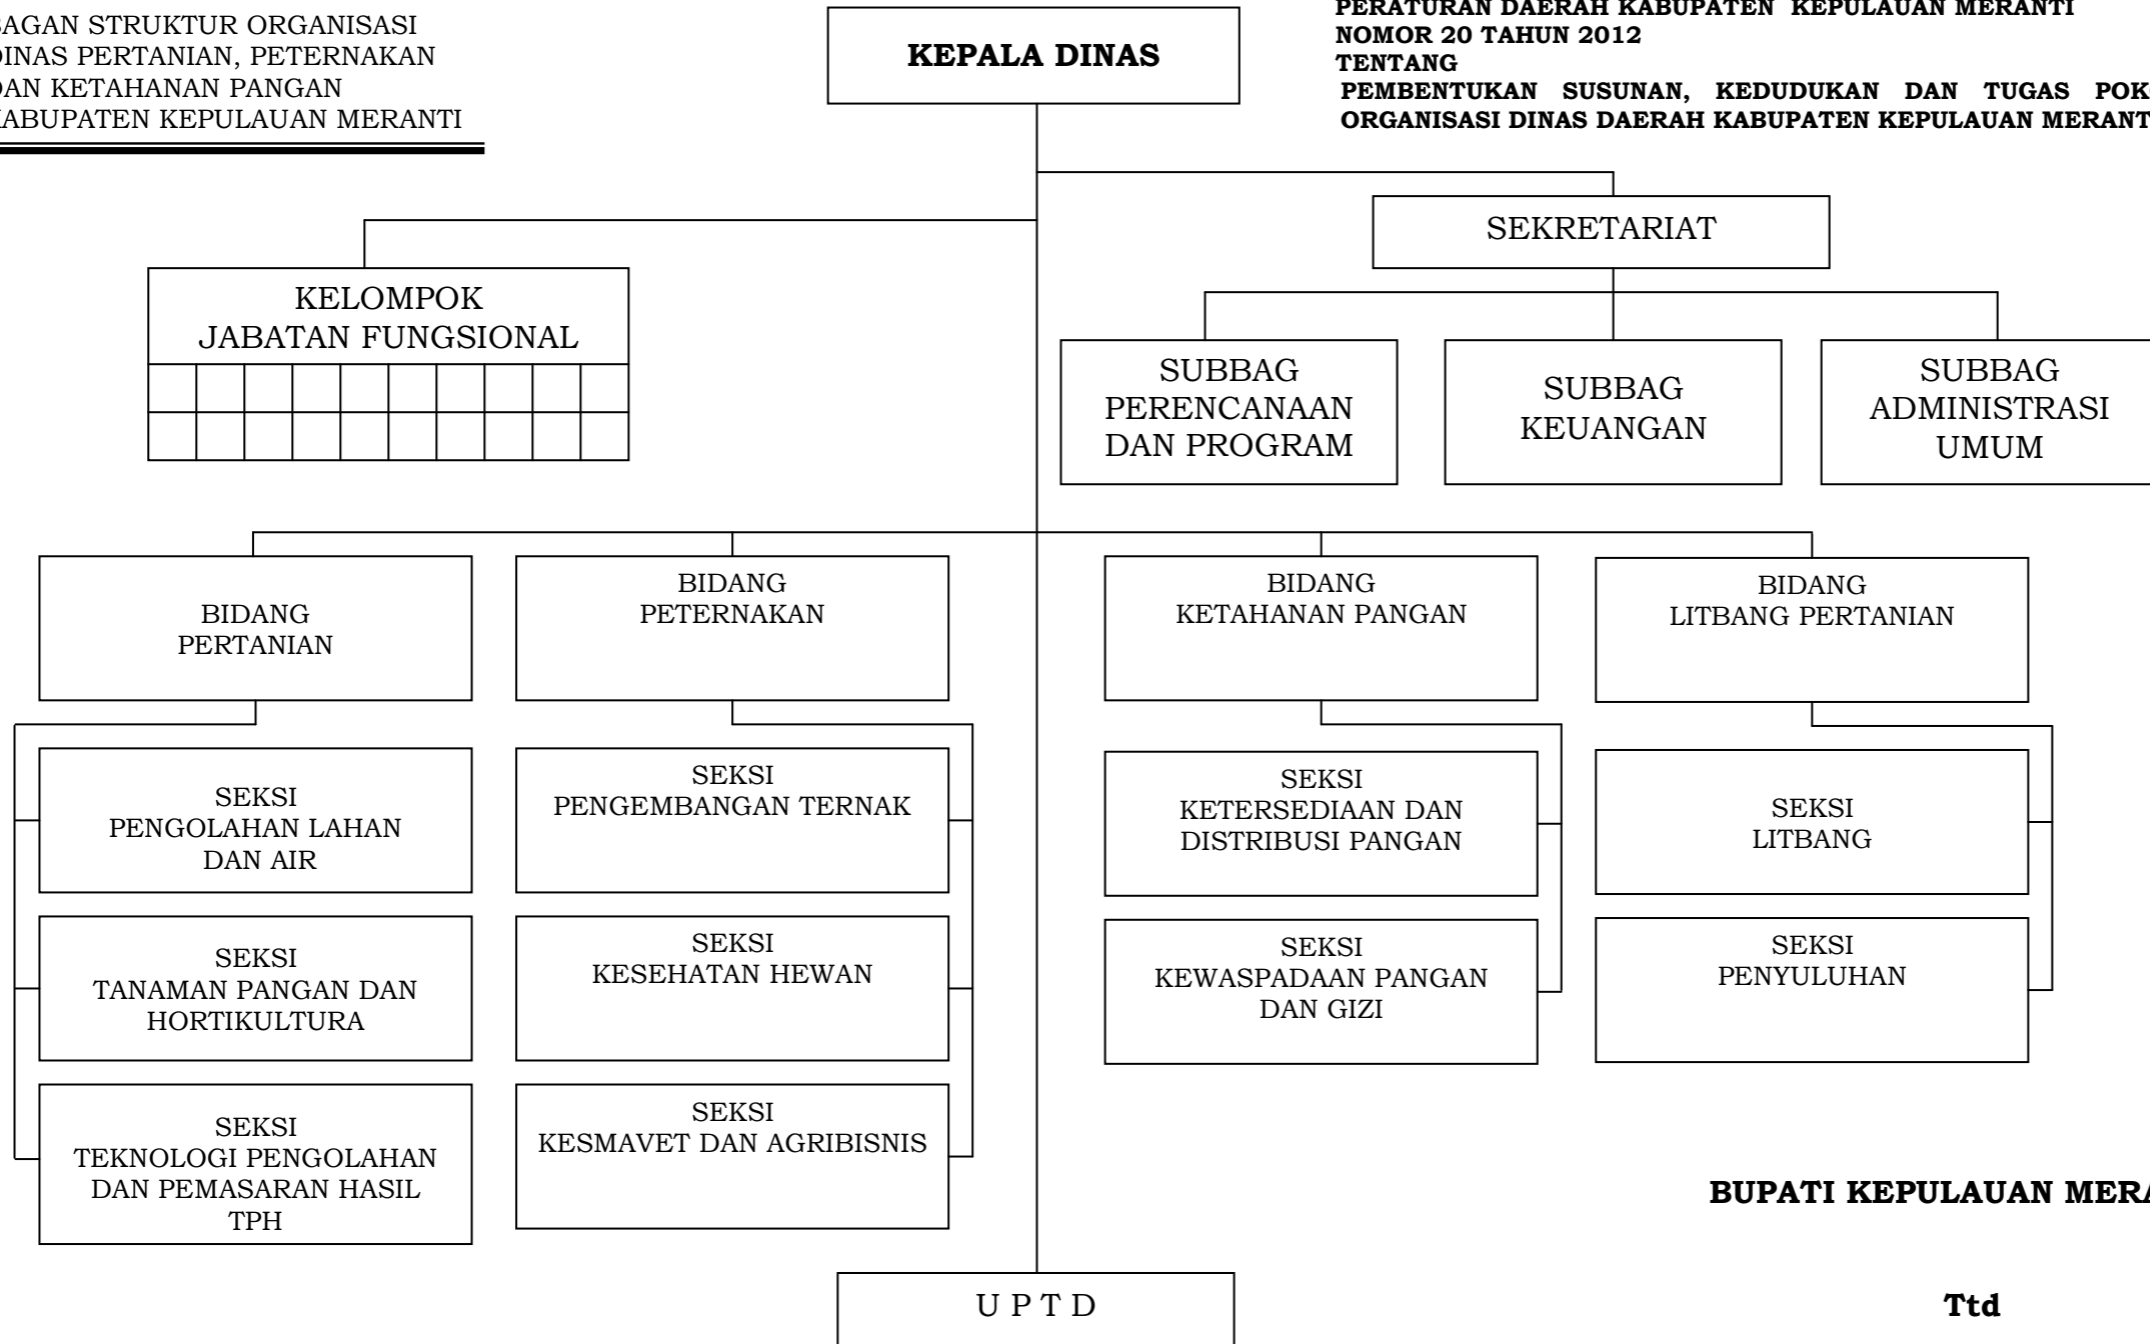 BAGAN STRUKTUR ORGANISASI
DINAS PERTANIAN, PETERNAKAN
DAN KETAHANAN PANGAN
KABUPATEN KEPULAUAN MERANTI
KEPALA DINAS
PERATURAN DAERAH KABUPATEN KEPULAUAN MERANTI
NOMOR 20 TAHUN 2012
TENTANG
PEMBENTUKAN SUSUNAN, KEDUDUKAN DAN TUGAS
ORGANISASI DINAS DAERAH KABUPATEN KEPULAUAN
SEKRETARIAT
KELOMPOK
JABATAN FUNGSIONAL
SUBBAG
PERENCANAAN
DAN PROGRAM
SUBBAG
KEUANGAN
SUBBAG
ADMINISTRASI
UMUM
BIDANG
PERTANIAN
BIDANG
PETERNAKAN
BIDANG
KETAHANAN PANGAN
BIDANG
LITBANG PERTANIAN
SEKSI
PENGOLAHAN LAHAN
DAN AIR
SEKSI
PENGEMBANGAN TERNAK
SEKSI
KETERSEDIAAN DAN
DISTRIBUSI PANGAN
SEKSI
LITBANG
SEKSI
TANAMAN PANGAN DAN
HORTIKULTURA
SEKSI
KESEHATAN HEWAN
SEKSI
KEWASPADAAN PANGAN
DAN GIZI
SEKSI
PENYULUHAN
SEKSI
TEKNOLOGI PENGOLAHAN
DAN PEMASARAN HASIL
TPH
SEKSI
KESMAVET DAN AGRIBISNIS
BUPATI KEPULAUAN
U P T D
Ttd